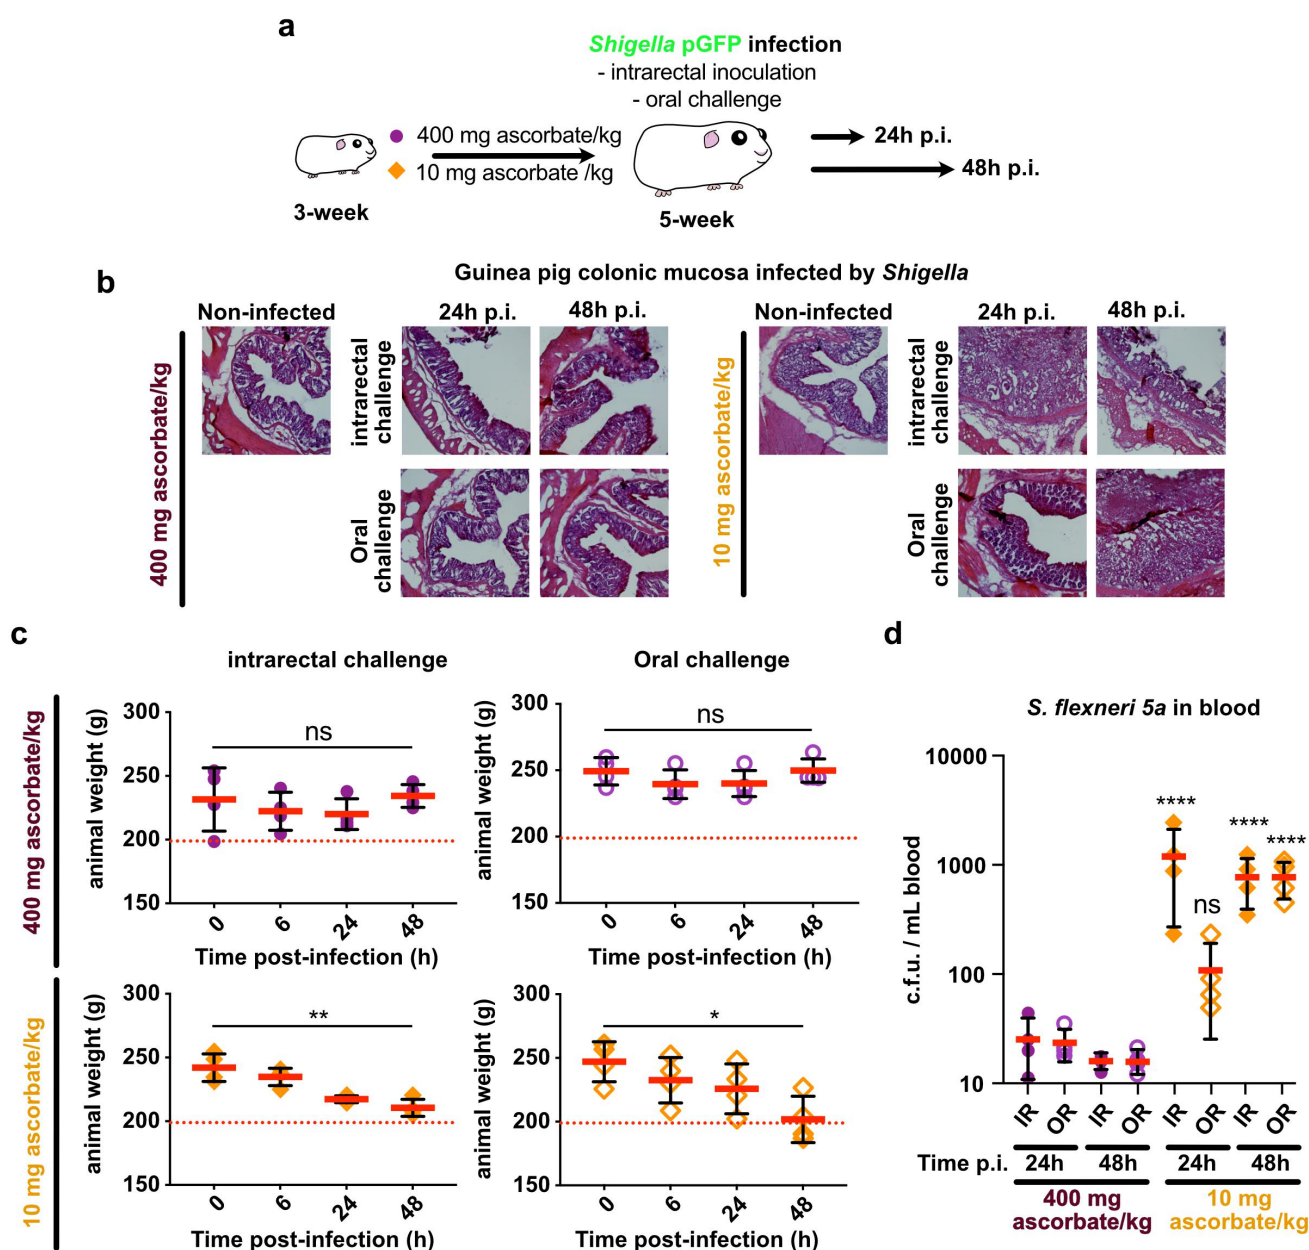 a
Shigella pGFP infection
- intrarectal inoculation
- oral challenge
400 mg ascorbate/kg
10 mg ascorbate /kg
24h p.i.
48h p.i.
3-week
5-week
b
Guinea pig colonic mucosa infected by Shigella
Non-infected
24h p.i.
48h p.i.
Non-infected
24h p.i.
48h p.i.
400 mg ascorbate/kg
intrarectal
challenge
Oral
challenge
10 mg ascorbate/kg
intrarectal
challenge
Oral
challenge
c
intrarectal challenge
Oral challenge
400 mg ascorbate/kg
animal weight (g)
300
250
200
150
ns
0
6
24
48
Time post-infection (h)
animal weight (g)
300
250
200
150
ns
0
6
24
48
Time post-infection (h)
10 mg ascorbate/kg
animal weight (g)
300
250
200
150
**
0
6
24
48
Time post-infection (h)
animal weight (g)
300
250
200
150
*
0
6
24
48
Time post-infection (h)
d
S. flexneri 5a in blood
c.f.u. / mL blood
10000
1000
100
10
****
ns
****
****
IR
OR
IR
OR
IR
OR
IR
OR
Time p.i.
24h
48h
24h
48h
400 mg
ascorbate/kg
10 mg
ascorbate/kg